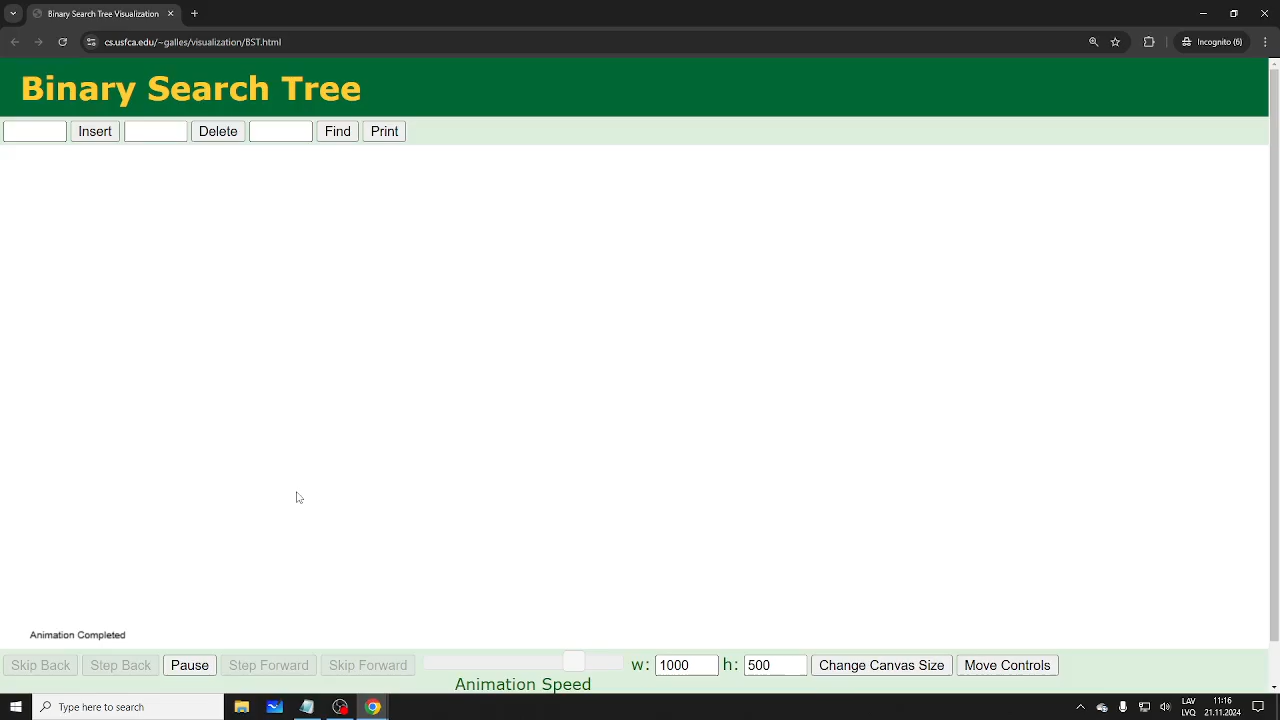 Binary Search Tree Visualization
cs.usfca.edu/~galles/visualization/BST.html
Incognito (6)
Binary Search Tree
Insert
Delete
Find
Print
Animation Completed
Skip Back
Step Back
Pause
Step Forward
Skip Forward
w: 1000
h: 500
Change Canvas Size
Move Controls
Animation Speed
Type here to search
LAV
LVQ
11:16
21.11.2024